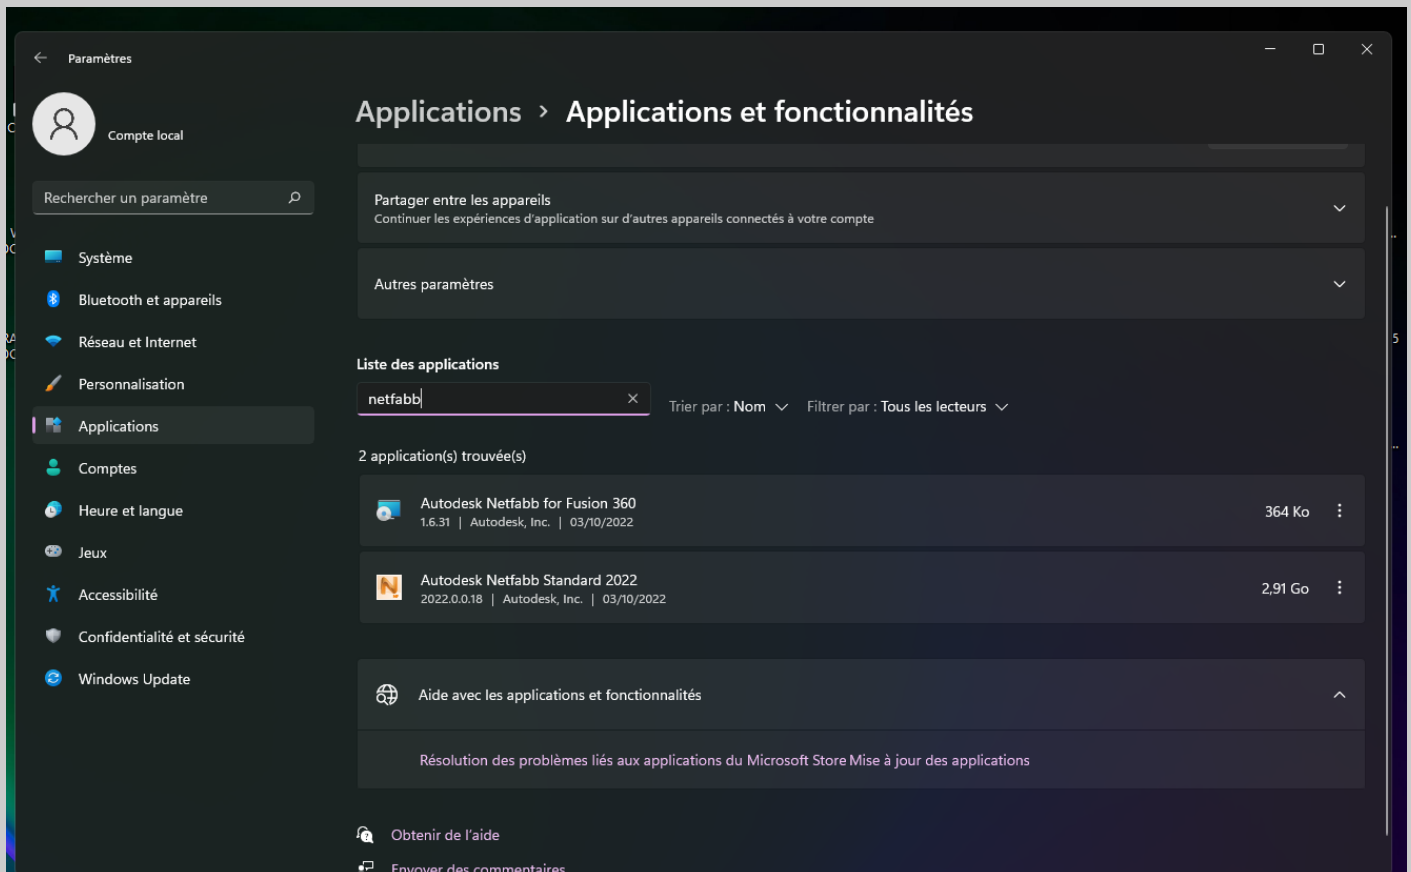 Paramètres
Compte local
Applications > Applications et fonctionnalités
Rechercher un paramètre
Système
Bluetooth et appareils
Réseau et Internet
Personnalisation
Applications
Comptes
Heure et langue
Jeux
Accessibilité
Confidentialité et sécurité
Windows Update
Partager entre les appareils
Continuer les expériences d'application sur d'autres appareils connectés à votre compte
Autres paramètres
Liste des applications
netfabb
Trier par : Nom
Filtrer par : Tous les lecteurs
2 application(s) trouvée(s)
Autodesk Netfabb for Fusion 360
1.6.31 | Autodesk, Inc. | 03/10/2022
364 Ko
Autodesk Netfabb Standard 2022
2022.0.0.18 | Autodesk, Inc. | 03/10/2022
2,91 Go
Aide avec les applications et fonctionnalités
Résolution des problèmes liés aux applications du Microsoft Store Mise à jour des applications
Obtenir de l'aide
Envoyer des commentaires